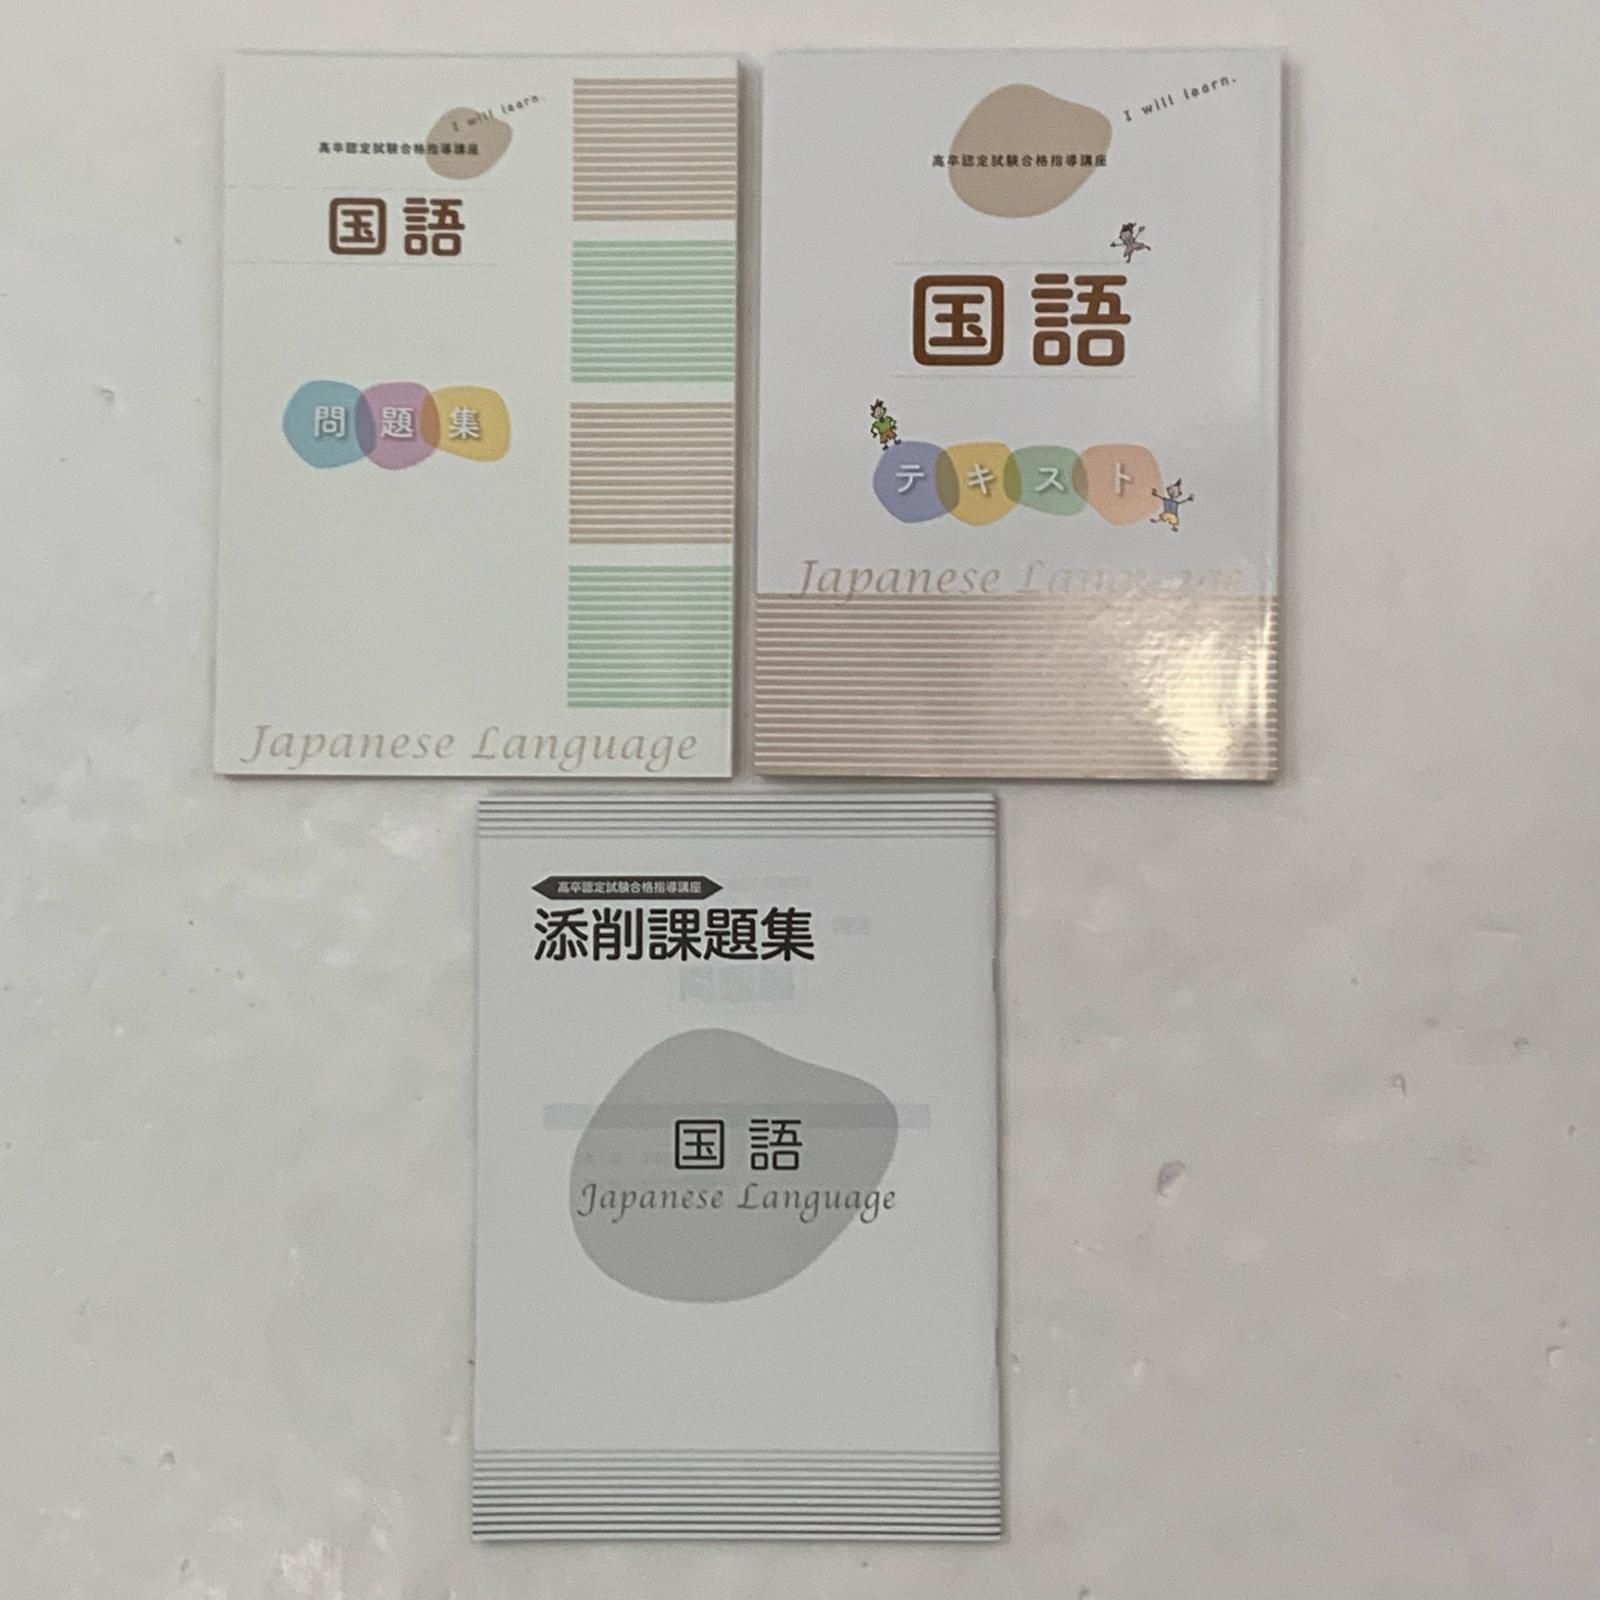 I will learn.
高卒認定試験合格指導講座
国語
問題集
Japanese Language
I will learn.
高卒認定試験合格指導講座
国語
テキスト
Japanese Language
高卒認定試験合格指導講座
添削課題集
国語
Japanese Language